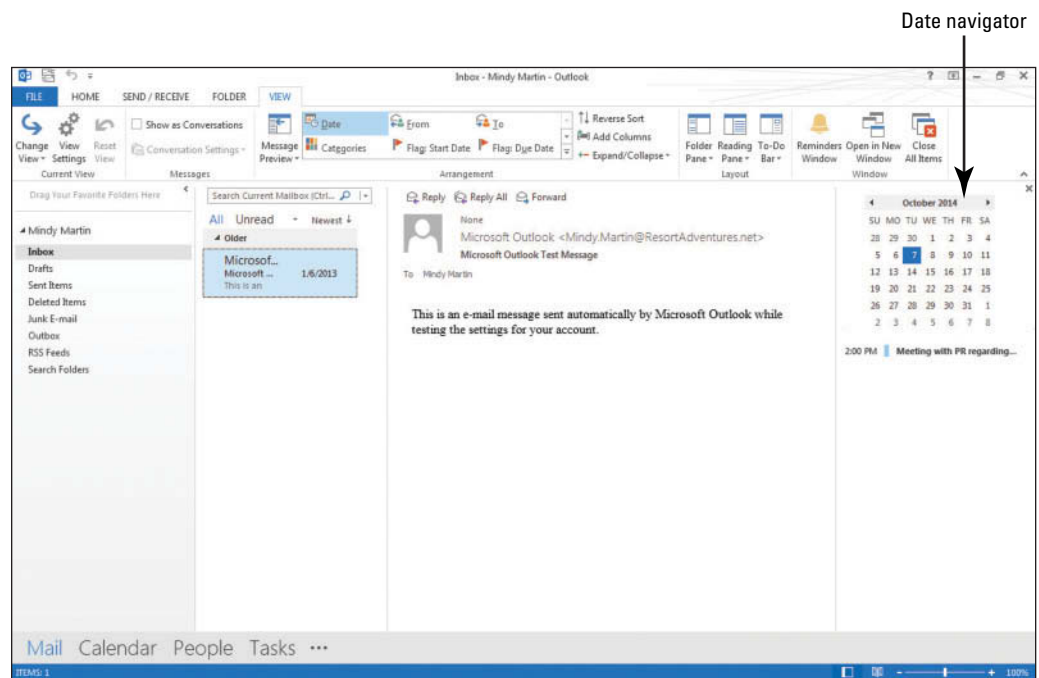 Date navigator
Inbox - Mindy Martin - Outlook
FILE HOME SEND / RECEIVE FOLDER VIEW
Change View View Settings Reset View
Show as Conversations
Conversation Settings
Message Preview
Date From To
Categories Flag: Start Date Flag: Due Date
Reverse Sort
Add Columns
Expand/Collapse
Folder Pane Reading Pane To-Do Bar
Reminders Window Open in New Window Close All Items
Current View Messages Arrangement Layout Window
Drag Your Favorite Folders Here
Mindy Martin
Inbox
Drafts
Sent Items
Deleted Items
Junk E-mail
Outbox
RSS Feeds
Search Folders
Search Current Mailbox (Ctrl...
All Unread Newest
Older
Microsof...
Microsoft ... 1/6/2013
This is an
Reply Reply All Forward
None
Microsoft Outlook <Mindy.Martin@ResortAdventures.net>
Microsoft Outlook Test Message
To Mindy Martin
This is an e-mail message sent automatically by Microsoft Outlook while
testing the settings for your account.
October 2014
SU MO TU WE TH FR SA
28 29 30 1 2 3 4
5 6 7 8 9 10 11
12 13 14 15 16 17 18
19 20 21 22 23 24 25
26 27 28 29 30 31 1
2 3 4 5 6 7 8
2:00 PM Meeting with PR regarding...
Mail Calendar People Tasks •••
ITEMS: 1
100%